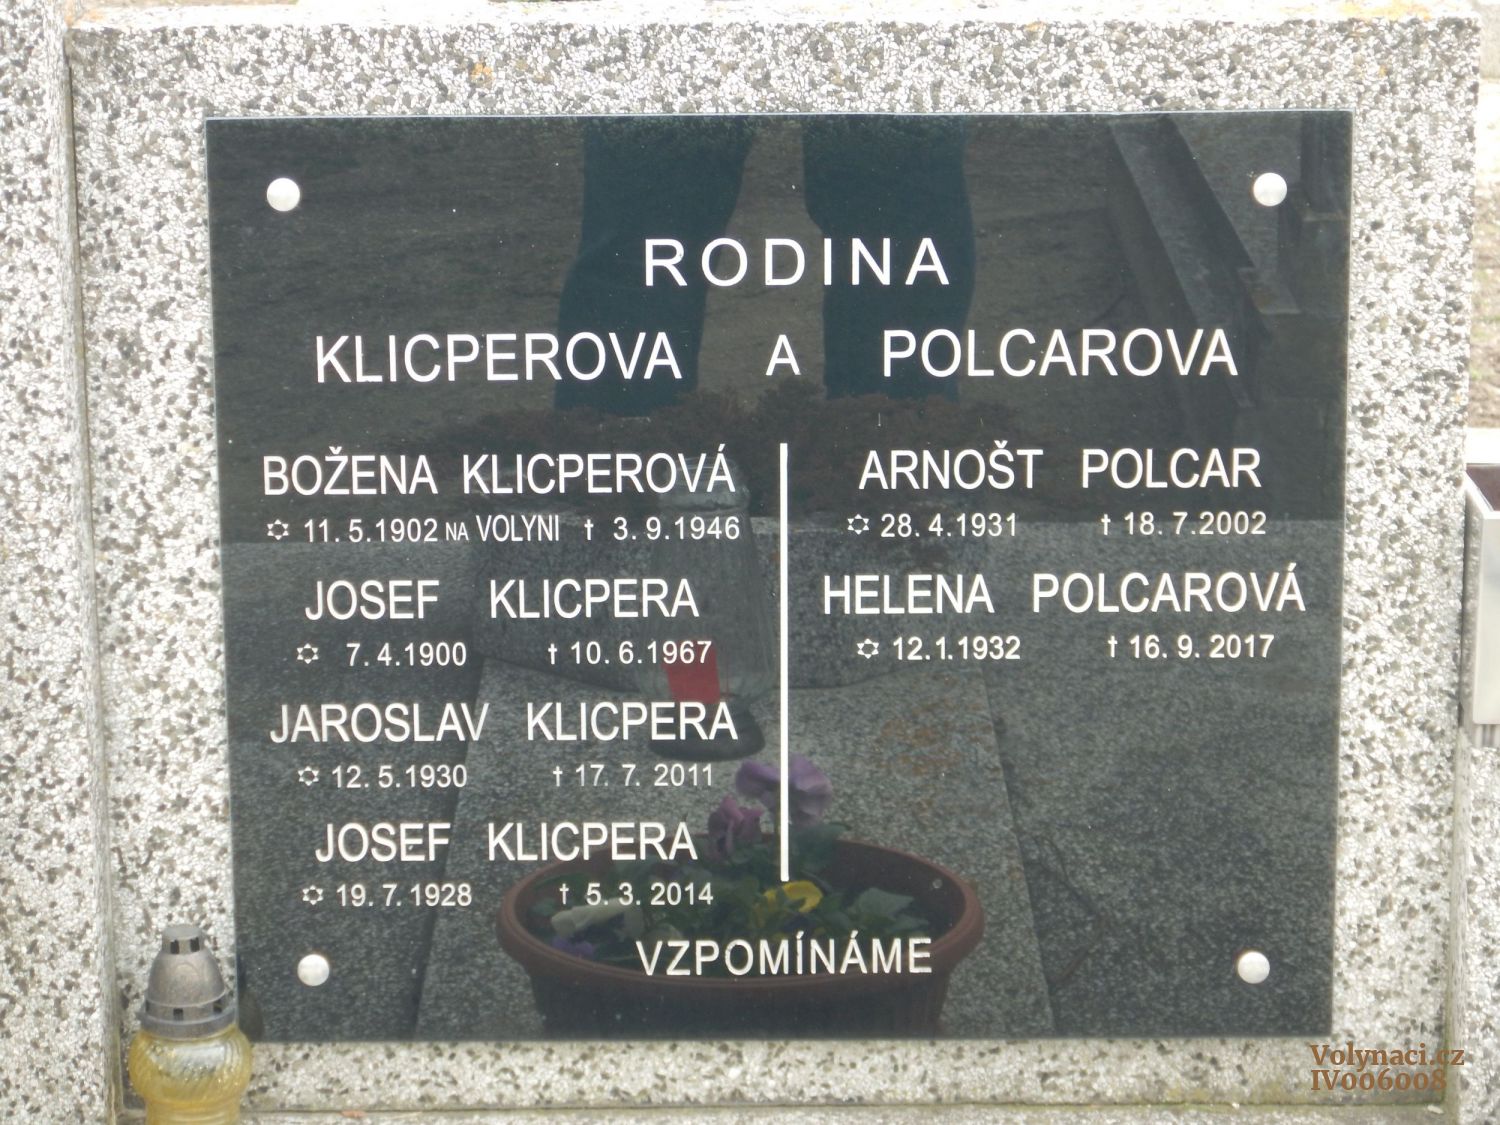 RODINA
KLICPEROVA A POLCAROVA
BOŽENA KLICPEROVÁ
✡ 11. 5.1902 NA VOLYNI † 3. 9.1946
JOSEF KLICPERA
✡ 7. 4.1900 † 10. 6.1967
JAROSLAV KLICPERA
✡ 12. 5.1930 † 17. 7. 2011
JOSEF KLICPERA
✡ 19. 7. 1928 † 5. 3. 2014
ARNOŠT POLCAR
✡ 28. 4.1931 † 18. 7.2002
HELENA POLCAROVÁ
✡ 12.1.1932 † 16. 9. 2017
VZPOMÍNÁME
Volynaci.cz
IV006008